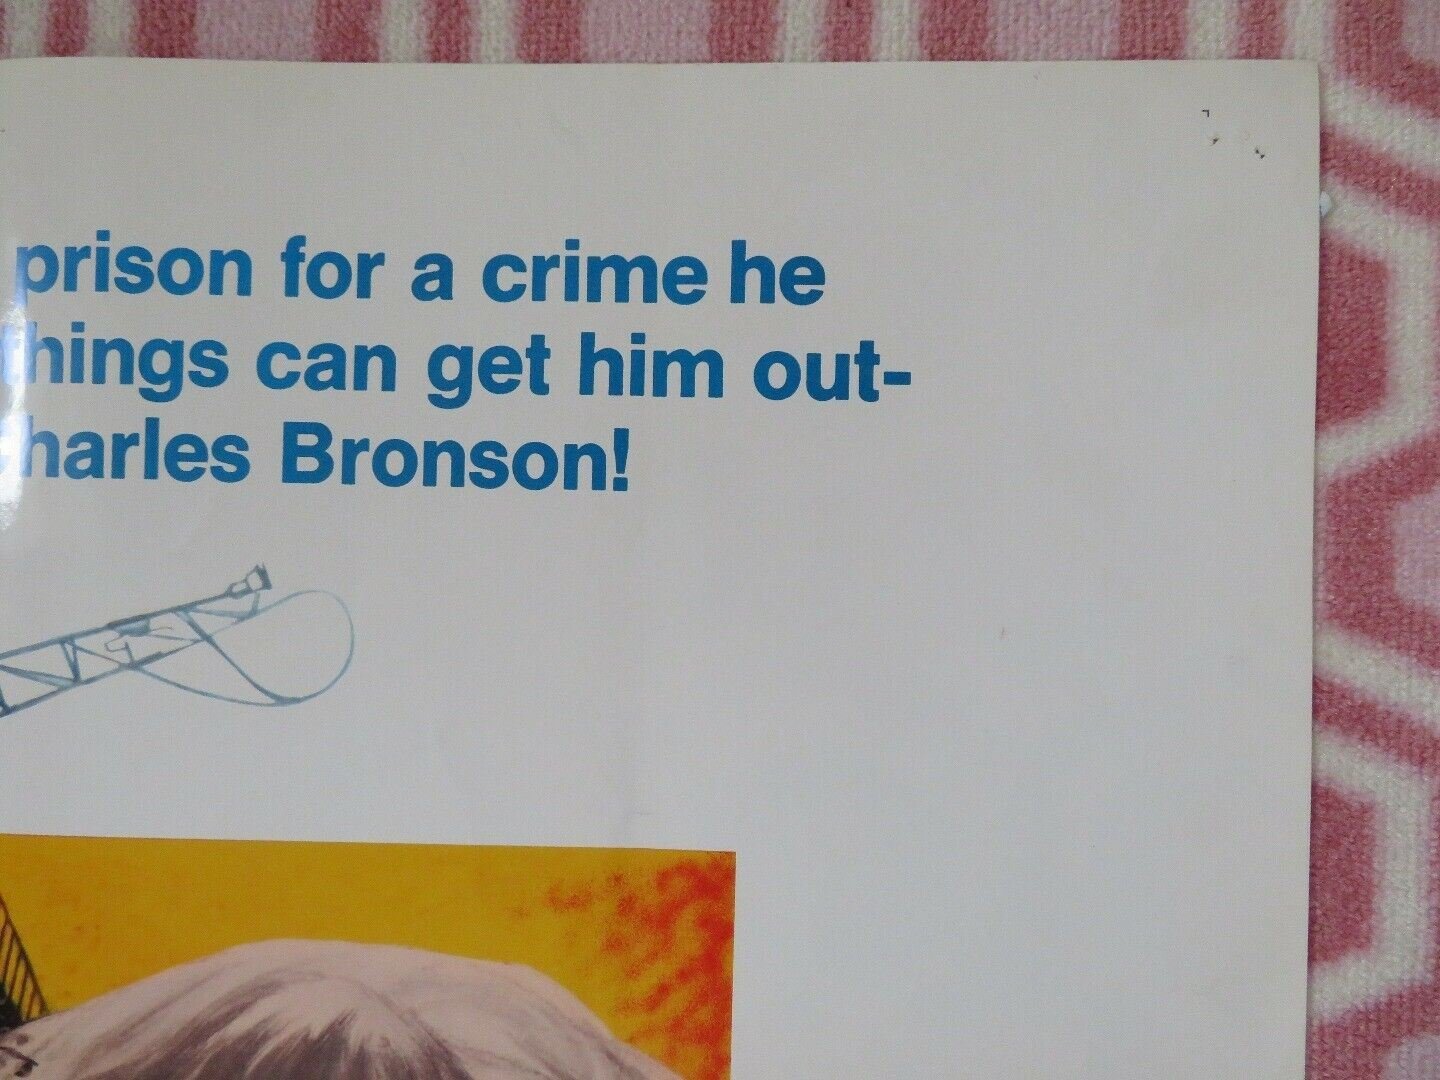 prison for a crime he
things can get him out-
harles Bronson!